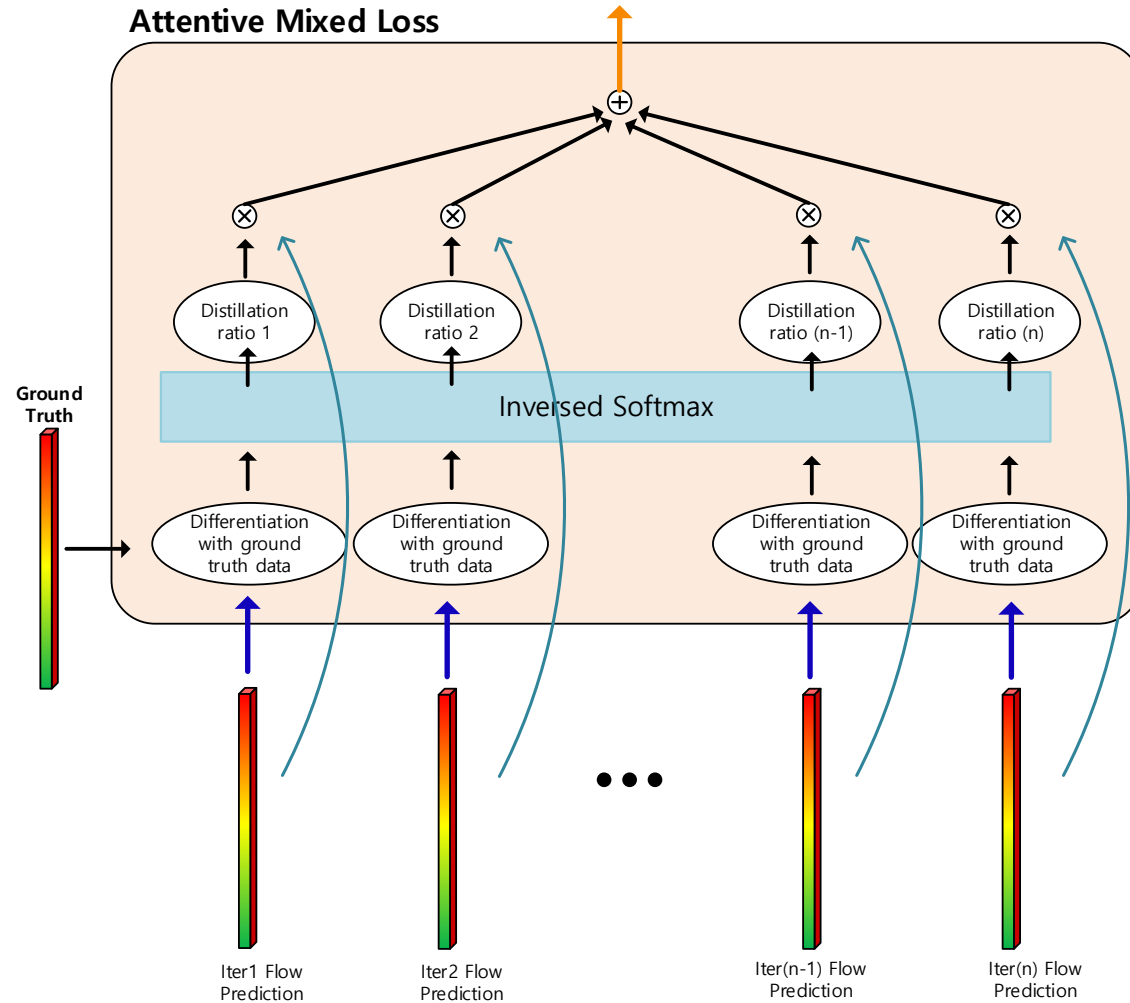 Attentive Mixed Loss
Distillation
ratio 1
Distillation
ratio 2
Distillation
ratio (n-1)
Distillation
ratio (n)
Ground
Truth
Inversed Softmax
Differentiation
with ground
truth data
Differentiation
with ground
truth data
Differentiation
with ground
truth data
Differentiation
with ground
truth data
Iter1 Flow
Prediction
Iter2 Flow
Prediction
Iter(n-1) Flow
Prediction
Iter(n) Flow
Prediction